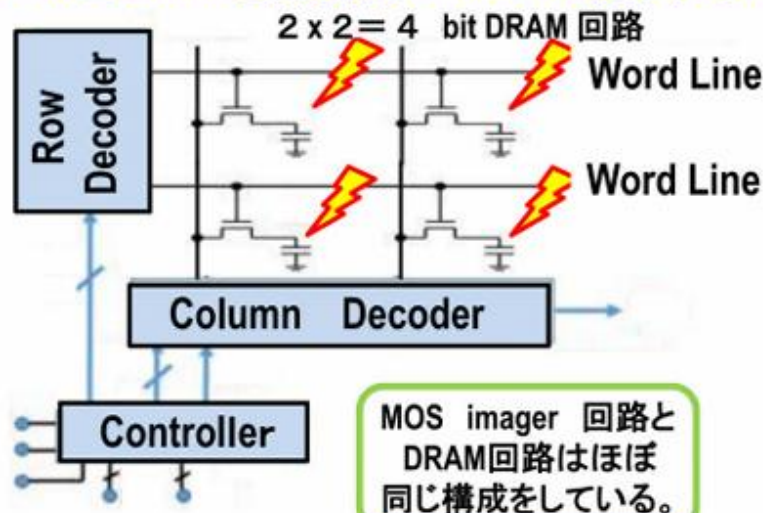 2 x 2＝ 4 bit DRAM 回路
Row
Decoder
Word Line
Word Line
Column Decoder
Controller
MOS imager 回路と
DRAM回路はほぼ
同じ構成をしている。